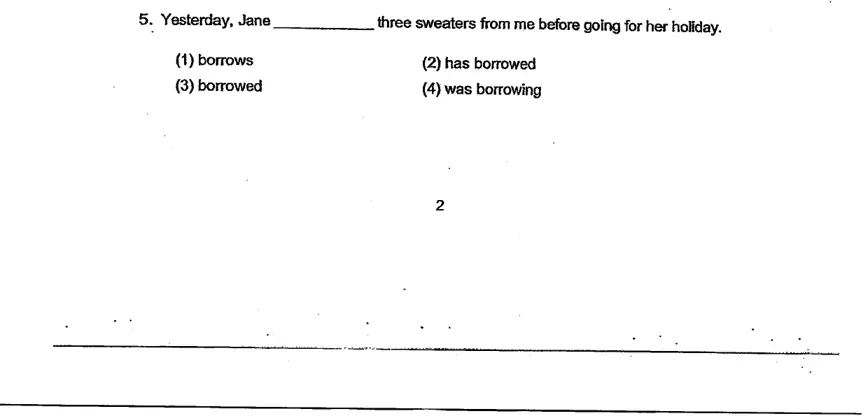 5. Yesterday, Jane ____________ three sweaters from me before going for her holiday.
(1) borrows (2) has borrowed
(3) borrowed (4) was borrowing
2